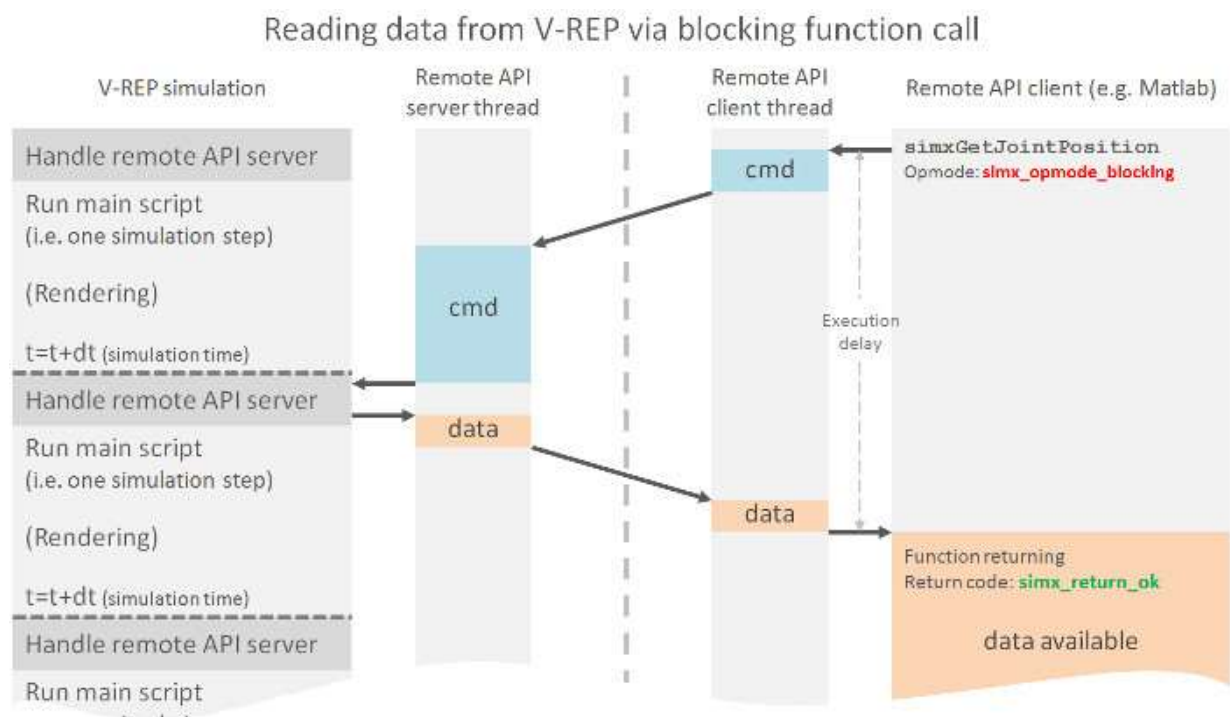 Reading data from V-REP via blocking function call
V-REP simulation
Remote API
server thread
Remote API
client thread
Remote API client (e.g. Matlab)
Handle remote API server
Run main script
(i.e. one simulation step)
(Rendering)
t=t+dt (simulation time)
Handle remote API server
Run main script
(i.e. one simulation step)
(Rendering)
t=t+dt (simulation time)
Handle remote API server
Run main script
cmd
data
cmd
Execution
delay
data
simxGetJointPosition
Opmode: simx_opmode_blocking
Function returning
Return code: simx_return_ok
data available